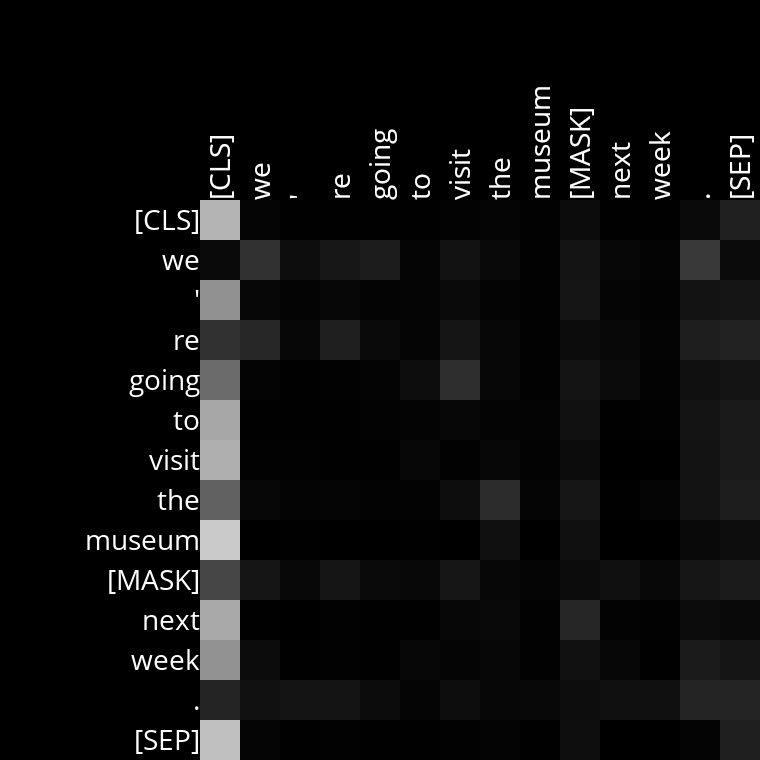 [CLS] we ' re going to visit the museum [MASK] next week . [SEP]
[CLS]
we
'
re
going
to
visit
the
museum
[MASK]
next
week
.
[SEP]